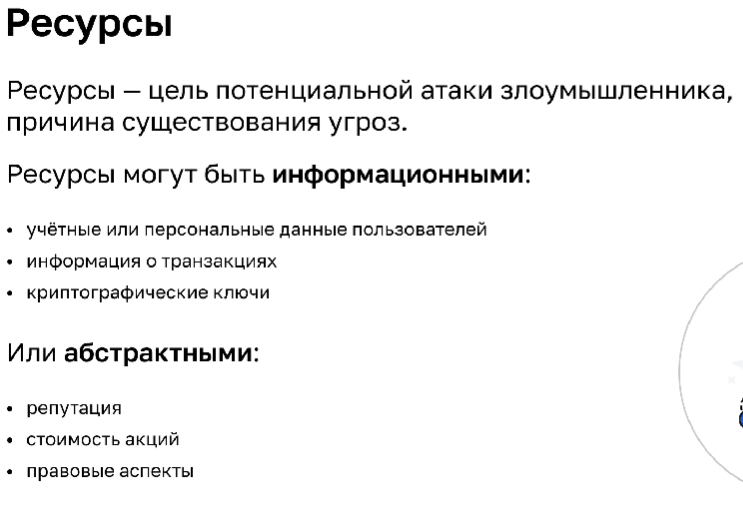 Ресурсы
Ресурсы — цель потенциальной атаки злоумышленника,
причина существования угроз.
Ресурсы могут быть информационными:
• учётные или персональные данные пользователей
• информация о транзакциях
• криптографические ключи
Или абстрактными:
• репутация
• стоимость акций
• правовые аспекты